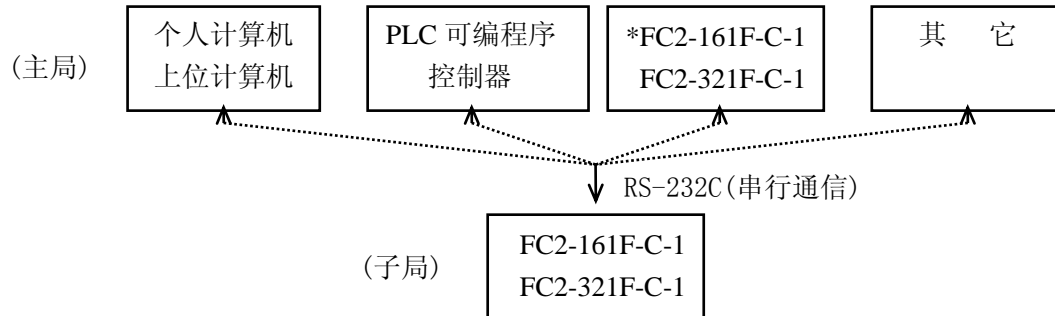 (主局)
个人计算机
上位计算机
PLC 可编程序
控制器
*FC2-161F-C-1
FC2-321F-C-1
其 它
RS-232C(串行通信)
(子局)
FC2-161F-C-1
FC2-321F-C-1